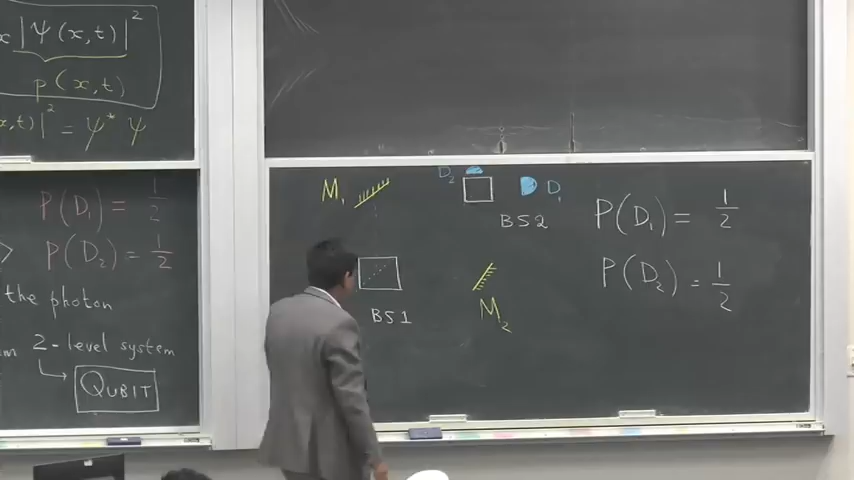 x |Ψ(x,t)|²
p(x,t)
x,t)|² = Ψ* Ψ
P(D₁) = 1/2
P(D₂) = 1/2
the photon
2-level system
QUBIT
M₁
D₂
D₁
BS2
BS1
M₂
P(D₁) = 1/2
P(D₂) = 1/2